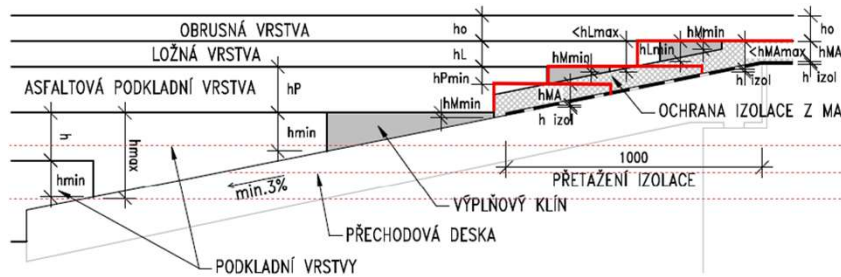 OBRUSNÁ VRSTVA
ho
<hLmax
hMmin
ho
LOŽNÁ VRSTVA
hL
hMmin
hLmin
<hMAmax
hMA
ASFALTOVÁ PODKLADNÍ VRSTVA
hP
hPmin
h izol
h izol
hMmin
hMA
h izol
OCHRANA IZOLACE Z MA
h
hmax
hmin
hmin
min.3%
1000
PŘETAŽENÍ IZOLACE
VÝPLŇOVÝ KLÍN
PŘECHODOVÁ DESKA
PODKLADNÍ VRSTVY